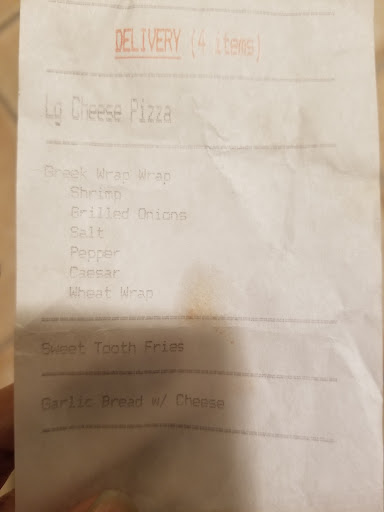 DELIVERY (4 items)
Lg Cheese Pizza
Greek Wrap Wrap
Shrimp
Grilled Onions
Salt
Pepper
Caesar
Wheat Wrap
Sweet Tooth Fries
Garlic Bread w/ Cheese